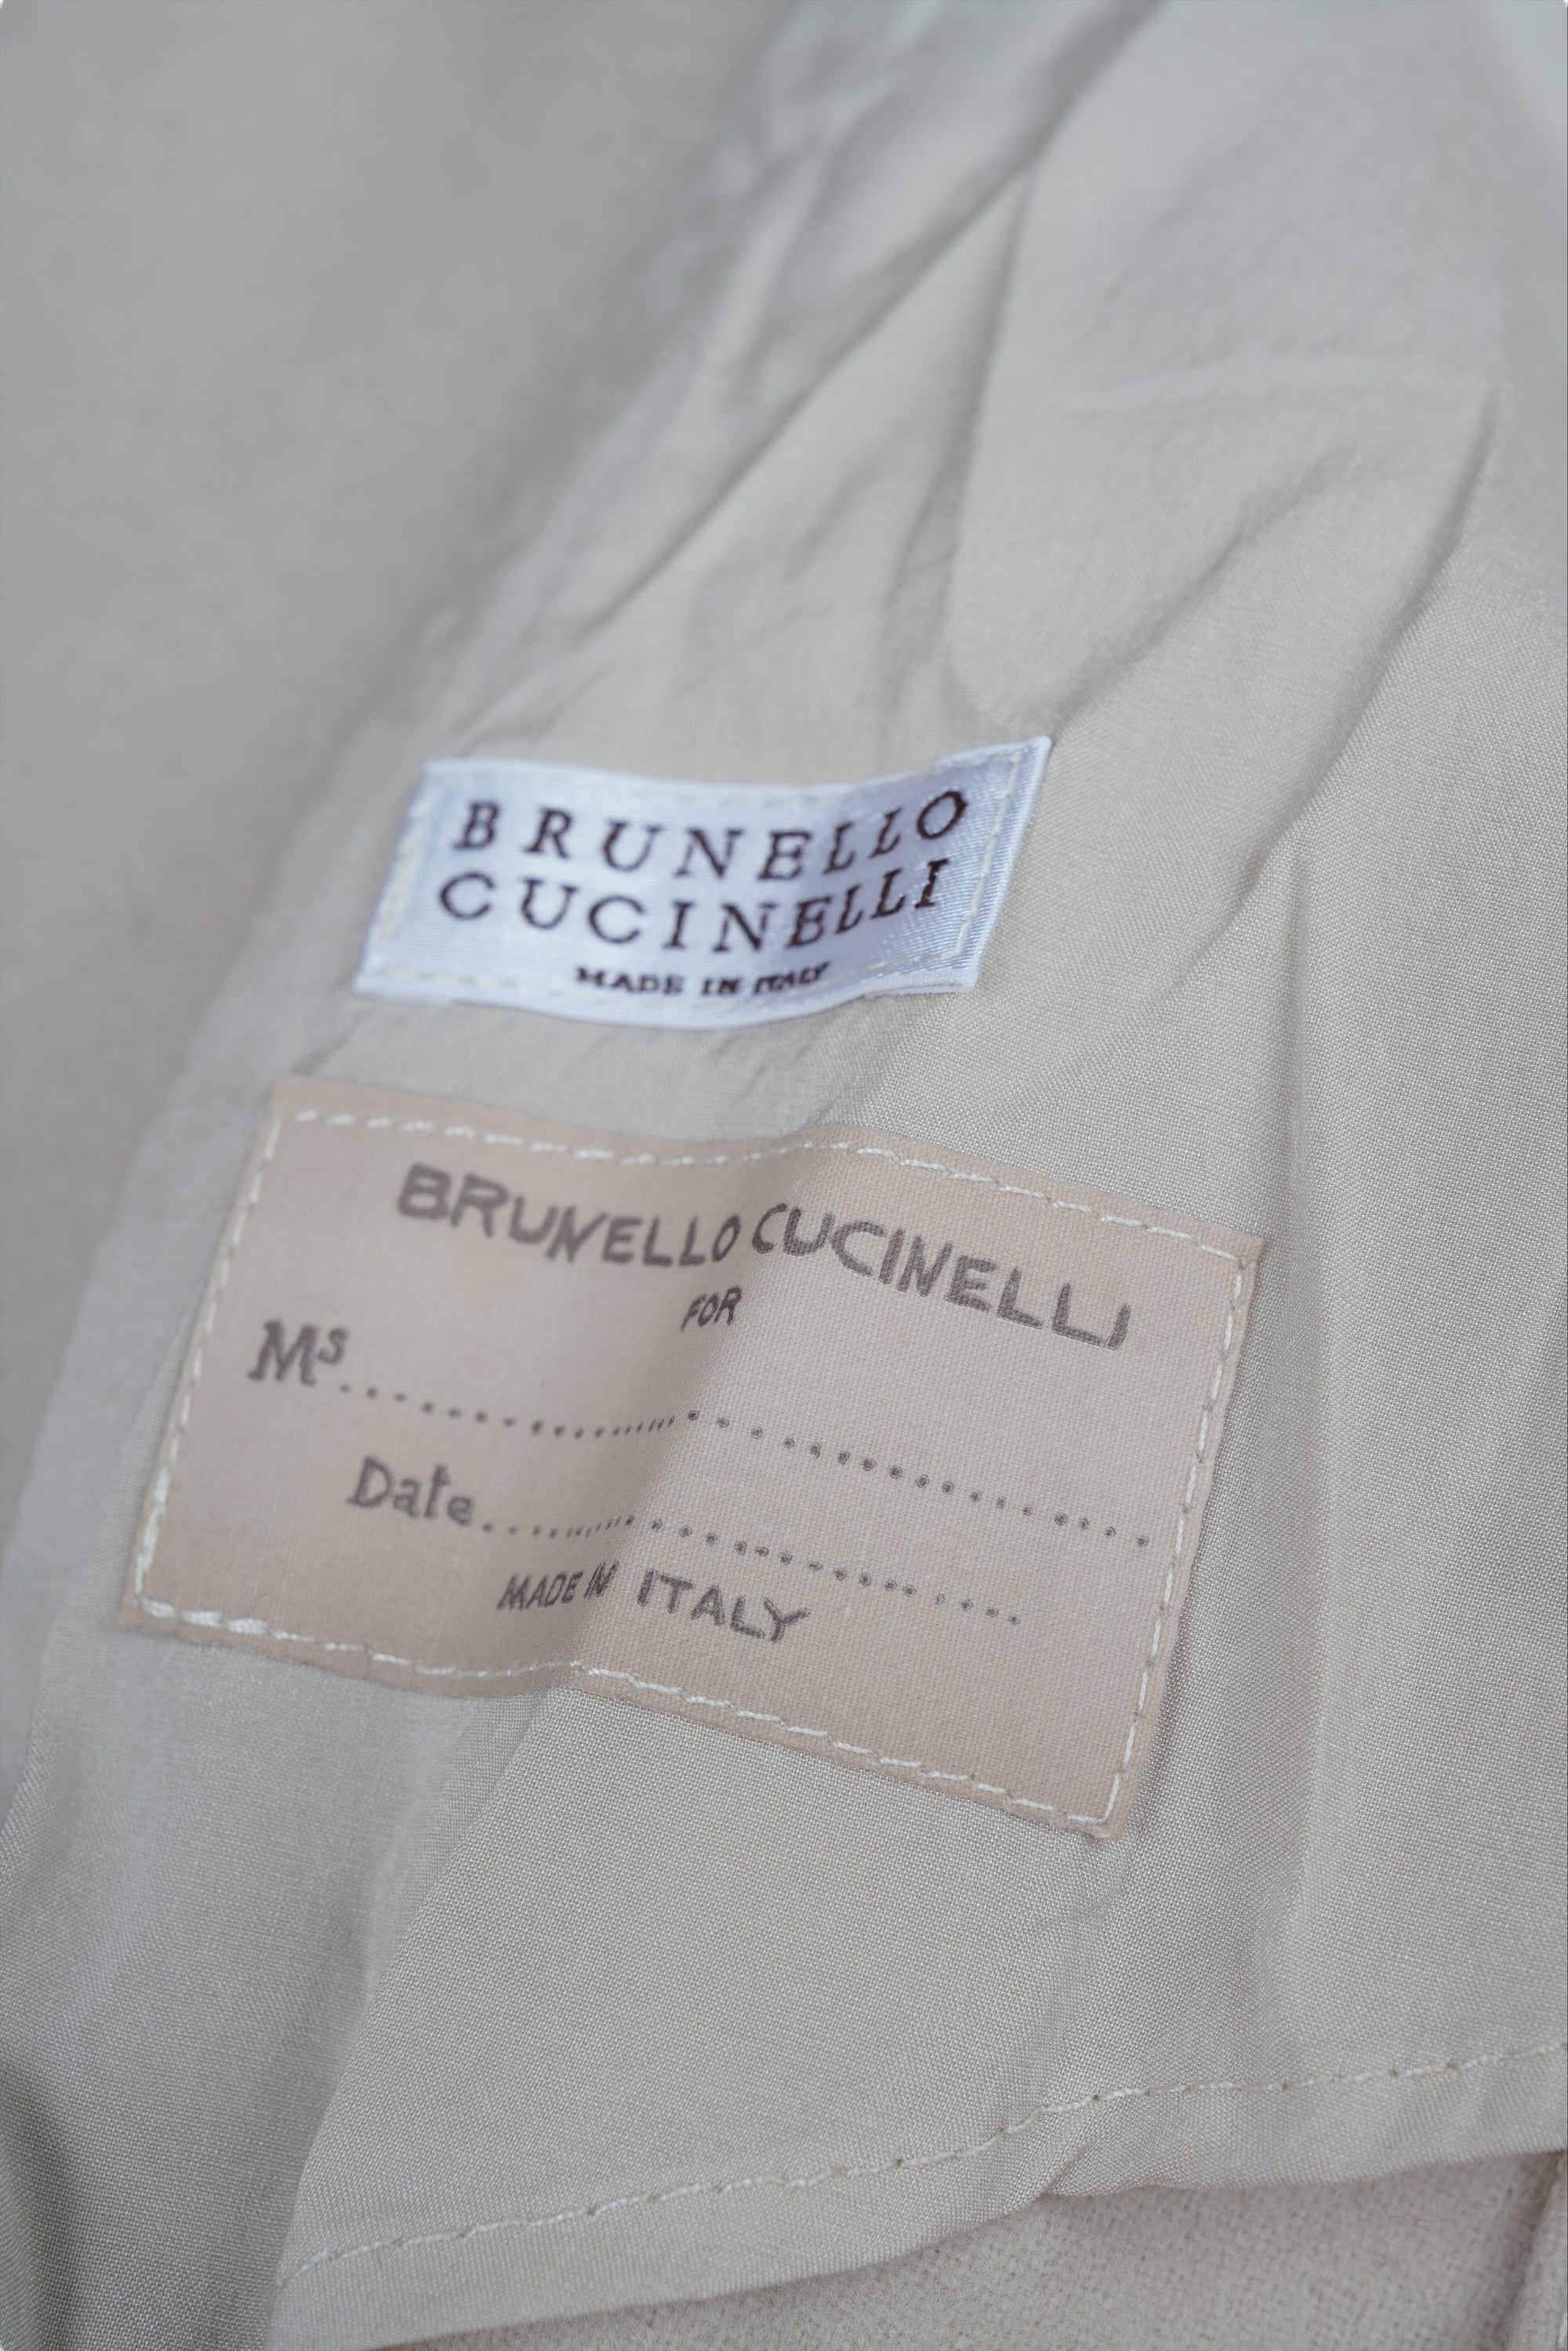 BRUNELLO
CUCINELLI
MADE IN ITALY
BRUNELLO CUCINELLI
FOR
Ms..............................
Date..............................
MADE IN ITALY